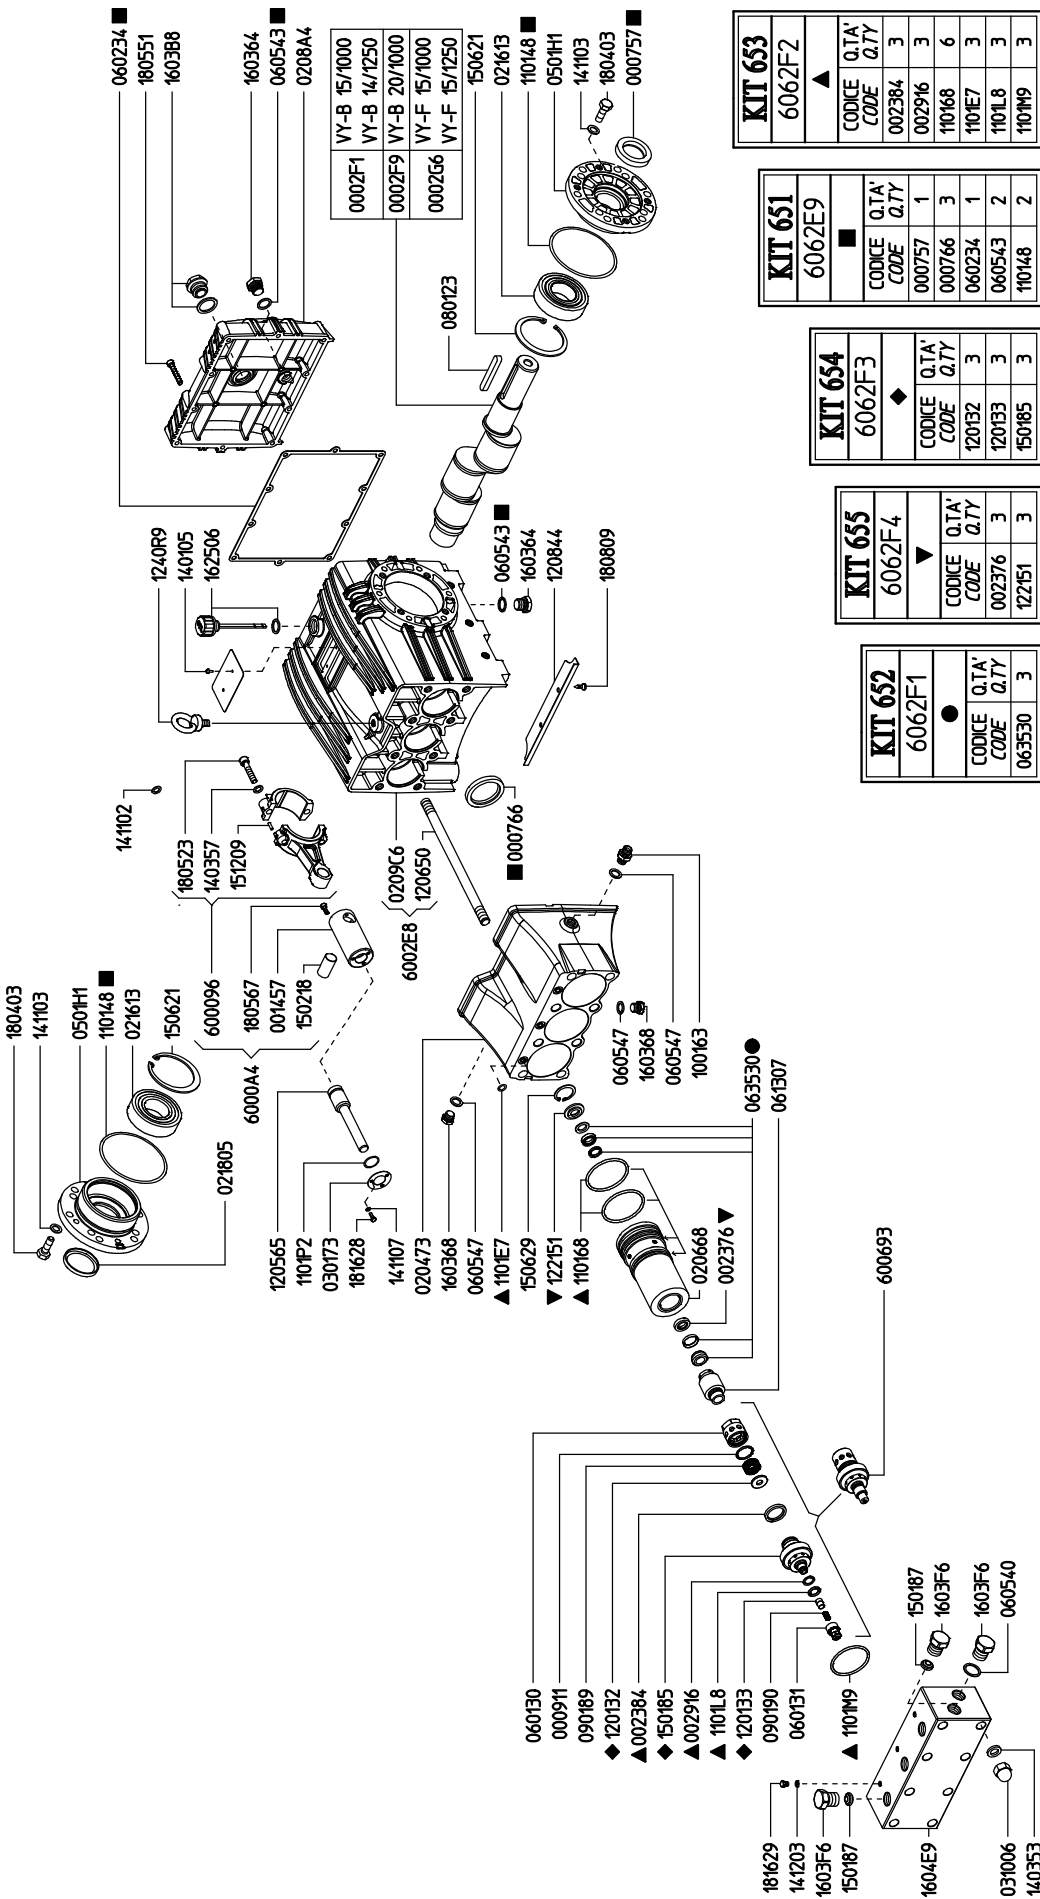 060234 ■
180551
1603B8
160364
060543 ■
0208A4
0002F1 VY-B 15/1000
VY-B 14/1250
0002F9 VY-B 20/1000
0002G6 VY-F 15/1000
VY-F 15/1250
150621
021613
110148 ■
0501H1
141103
180403
000757 ■
080123
1240R9
140105
162506
060543 ■
160364
120844
180809
141102
180523
140357
151209
600096
180567
001457
150218
6000A4
0209C6
120650
6002E8
■ 000766
180403
141103
0501H1
110148 ■
021613
150621
021805
120565
1101P2
030173
181628
141107
020473
160368
060547
▲ 1101E7
150629
▼ 122151
▲ 110168
060547
160368
060547
100163
063530 ●
061307
020668
002376 ▼
600693
060130
000911
090189
◆ 120132
▲ 002384
◆ 150185
▲ 002916
▲ 1101L8
◆ 120133
090190
060131
▲ 1101M9
150187
1603F6
1603F6
060540
181629
141203
1603F6
150187
1604E9
031006
140353
KIT 653
6062F2
▲
CODICE Q.TA'
CODE Q.TY
002384 3
002916 3
110168 6
1101E7 3
1101L8 3
1101M9 3
KIT 651
6062E9
■
CODICE Q.TA'
CODE Q.TY
000757 1
000766 3
060234 1
060543 2
110148 2
KIT 654
6062F3
◆
CODICE Q.TA'
CODE Q.TY
120132 3
120133 3
150185 3
KIT 655
6062F4
▼
CODICE Q.TA'
CODE Q.TY
002376 3
122151 3
KIT 652
6062F1
●
CODICE Q.TA'
CODE Q.TY
063530 3